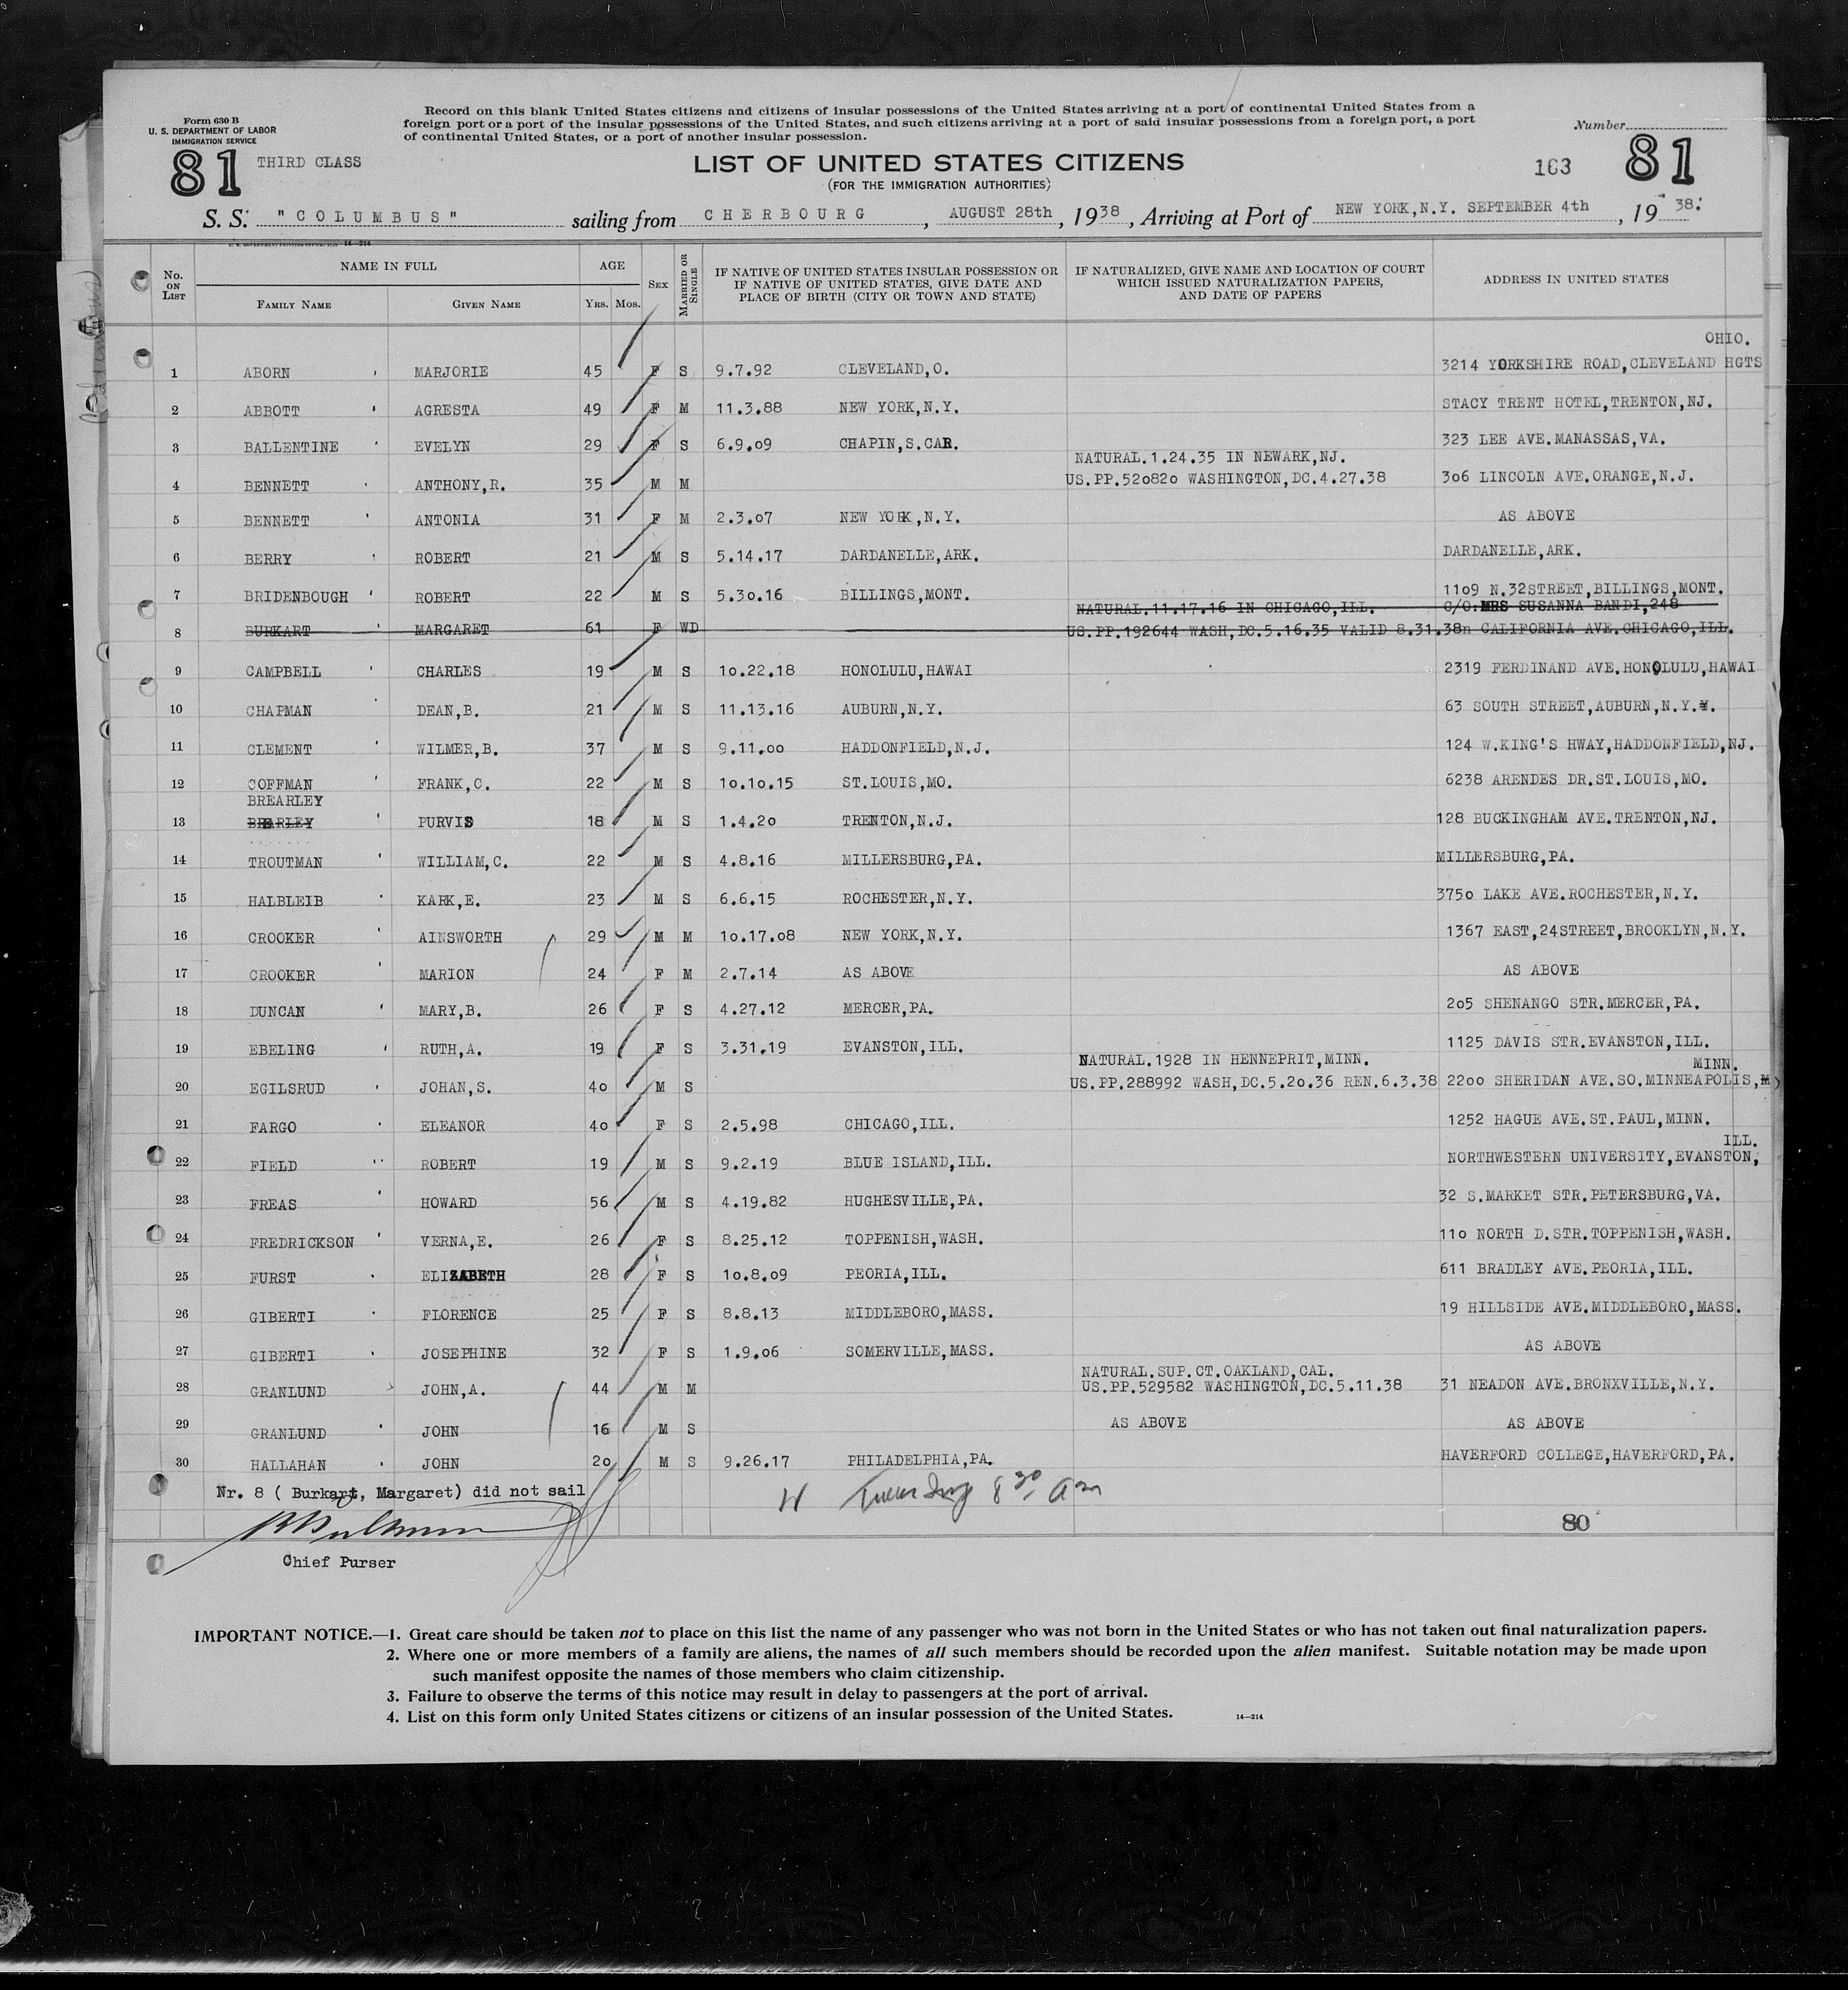 Form 630 B
U. S. DEPARTMENT OF LABOR
IMMIGRATION SERVICE
Record on this blank United States citizens and citizens of insular possessions of the United States arriving at a port of continental United States from a
foreign port or a port of the insular possessions of the United States, and such citizens arriving at a port of said insular possessions from a foreign port, a port
of continental United States, or a port of another insular possession.
Number
81 THIRD CLASS
LIST OF UNITED STATES CITIZENS
163 81
(FOR THE IMMIGRATION AUTHORITIES)
S. S. "COLUMBUS" sailing from CHERBOURG, AUGUST 28th, 1938, Arriving at Port of NEW YORK,N.Y. SEPTEMBER 4th, 1938.
14—214
No. ON LIST NAME IN FULL AGE SEX MARRIED OR SINGLE IF NATIVE OF UNITED STATES INSULAR POSSESSION OR IF NATIVE OF UNITED STATES, GIVE DATE AND PLACE OF BIRTH (CITY OR TOWN AND STATE) IF NATURALIZED, GIVE NAME AND LOCATION OF COURT WHICH ISSUED NATURALIZATION PAPERS, AND DATE OF PAPERS ADDRESS IN UNITED STATES
FAMILY NAME GIVEN NAME YRS. MOS.
OHIO.
1 ABORN MARJORIE 45 F S 9.7.92 CLEVELAND,O. 3214 YORKSHIRE ROAD,CLEVELAND HGTS
2 ABBOTT AGRESTA 49 F M 11.3.88 NEW YORK,N.Y. STACY TRENT HOTEL,TRENTON,NJ.
3 BALLENTINE EVELYN 29 F S 6.9.09 CHAPIN,S.CAR. 323 LEE AVE.MANASSAS,VA.
NATURAL.1.24.35 IN NEWARK,NJ.
4 BENNETT ANTHONY,R. 35 M M US.PP.520820 WASHINGTON,DC.4.27.38 306 LINCOLN AVE.ORANGE,N.J.
5 BENNETT ANTONIA 31 F M 2.3.07 NEW YORK,N.Y. AS ABOVE
6 BERRY ROBERT 21 M S 5.14.17 DARDANELLE,ARK. DARDANELLE,ARK.
7 BRIDENBOUGH ROBERT 22 M S 5.30.16 BILLINGS,MONT. 1109 N.32STREET,BILLINGS,MONT.
NATURAL.11.17.16 IN CHICAGO,ILL. C/O:MRS SUSANNA BANDI,248
8 BURKART MARGARET 61 F WD US.PP.192644 WASH,DC.5.16.35 VALID 8.31.38n CALIFORNIA AVE.CHICAGO,ILL.
9 CAMPBELL CHARLES 19 M S 10.22.18 HONOLULU,HAWAI 2319 FERDINAND AVE.HONOLULU,HAWAI
10 CHAPMAN DEAN,B. 21 M S 11.13.16 AUBURN,N.Y. 63 SOUTH STREET,AUBURN,N.Y.
11 CLEMENT WILMER,B. 37 M S 9.11.00 HADDONFIELD,N.J. 124 W.KING'S HWAY,HADDONFIELD,NJ.
12 COFFMAN FRANK,C. 22 M S 10.10.15 ST.LOUIS,MO. 6238 ARENDES DR.ST.LOUIS,MO.
BREARLEY
13 BEARLEY PURVIS 18 M S 1.4.20 TRENTON,N.J. 128 BUCKINGHAM AVE.TRENTON,NJ.
14 TROUTMAN WILLIAM,C. 22 M S 4.8.16 MILLERSBURG,PA. MILLERSBURG,PA.
15 HALBLEIB KARK,E. 23 M S 6.6.15 ROCHESTER,N.Y. 3750 LAKE AVE.ROCHESTER,N.Y.
16 CROOKER AINSWORTH 29 M M 10.17.08 NEW YORK,N.Y. 1367 EAST,24STREET,BROOKLYN,N.Y.
17 CROOKER MARION 24 F M 2.7.14 AS ABOVE AS ABOVE
18 DUNCAN MARY,B. 26 F S 4.27.12 MERCER,PA. 205 SHENANGO STR.MERCER,PA.
19 EBELING RUTH,A. 19 F S 3.31.19 EVANSTON,ILL. 1125 DAVIS STR.EVANSTON,ILL.
NATURAL.1928 IN HENNEPRIT,MINN. MINN.
20 EGILSRUD JOHAN,S. 40 M S US.PP.288992 WASH,DC.5.20.36 REN.6.3.38 2200 SHERIDAN AVE.SO.MINNEAPOLIS,M
21 FARGO ELEANOR 40 F S 2.5.98 CHICAGO,ILL. 1252 HAGUE AVE.ST.PAUL,MINN.
ILL.
22 FIELD ROBERT 19 M S 9.2.19 BLUE ISLAND,ILL. NORTHWESTERN UNIVERSITY,EVANSTON,
23 FREAS HOWARD 56 M S 4.19.82 HUGHESVILLE,PA. 32 S.MARKET STR.PETERSBURG,VA.
24 FREDRICKSON VERNA,E. 26 F S 8.25.12 TOPPENISH,WASH. 110 NORTH D.STR.TOPPENISH,WASH.
25 FURST ELIZABETH 28 F S 10.8.09 PEORIA,ILL. 611 BRADLEY AVE.PEORIA,ILL.
26 GIBERTI FLORENCE 25 F S 8.8.13 MIDDLEBORO,MASS. 19 HILLSIDE AVE.MIDDLEBORO,MASS.
27 GIBERTI JOSEPHINE 32 F S 1.9.06 SOMERVILLE,MASS. AS ABOVE
NATURAL.SUP.CT.OAKLAND,CAL.
28 GRANLUND JOHN,A. 44 M M US.PP.529582 WASHINGTON,DC.5.11.38 31 NEADON AVE.BRONXVILLE,N.Y.
29 GRANLUND JOHN 16 M S AS ABOVE AS ABOVE
30 HALLAHAN JOHN 20 M S 9.26.17 PHILADELPHIA,PA. HAVERFORD COLLEGE,HAVERFORD,PA.
Nr. 8 ( Burkart, Margaret) did not sail
8 30 am
80
Chief Purser
IMPORTANT NOTICE.—1. Great care should be taken not to place on this list the name of any passenger who was not born in the United States or who has not taken out final naturalization papers.
2. Where one or more members of a family are aliens, the names of all such members should be recorded upon the alien manifest. Suitable notation may be made upon
such manifest opposite the names of those members who claim citizenship.
3. Failure to observe the terms of this notice may result in delay to passengers at the port of arrival.
4. List on this form only United States citizens or citizens of an insular possession of the United States.
14—214